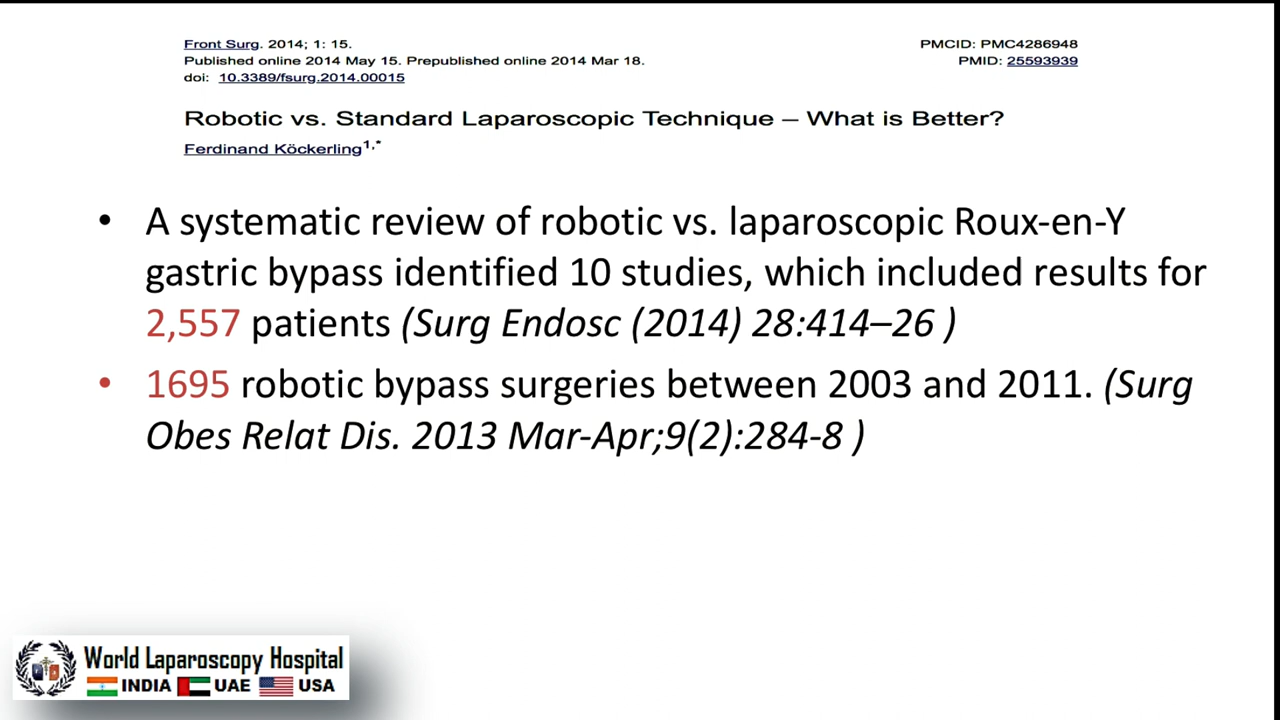 Front Surg. 2014; 1: 15.
PMCID: PMC4286948
Published online 2014 May 15. Prepublished online 2014 Mar 18.
PMID: 25593939
doi: 10.3389/fsurg.2014.00015
Robotic vs. Standard Laparoscopic Technique – What is Better?
Ferdinand Köckerling1,*
• A systematic review of robotic vs. laparoscopic Roux-en-Y
gastric bypass identified 10 studies, which included results for
2,557 patients (Surg Endosc (2014) 28:414–26 )
• 1695 robotic bypass surgeries between 2003 and 2011. (Surg
Obes Relat Dis. 2013 Mar-Apr;9(2):284-8 )
World Laparoscopy Hospital
INDIA UAE USA